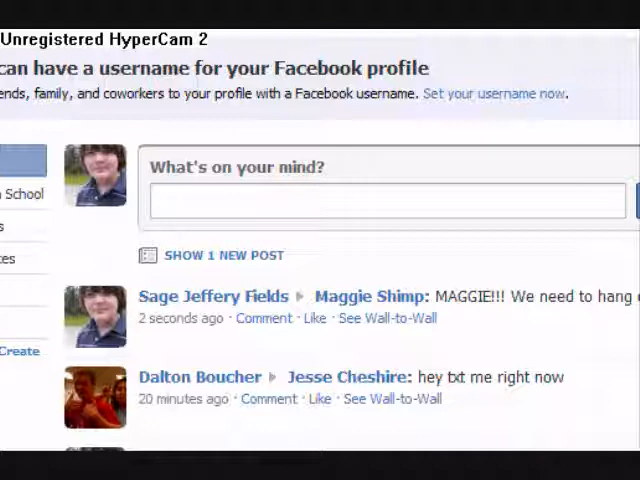 Unregistered HyperCam 2
can have a username for your Facebook profile
ends, family, and coworkers to your profile with a Facebook username. Set your username now.
What's on your mind?
School
SHOW 1 NEW POST
Sage Jeffery Fields Maggie Shimp: MAGGIE!!! We need to hang
2 seconds ago · Comment · Like · See Wall-to-Wall
Create
Dalton Boucher Jesse Cheshire: hey txt me right now
20 minutes ago · Comment · Like · See Wall-to-Wall